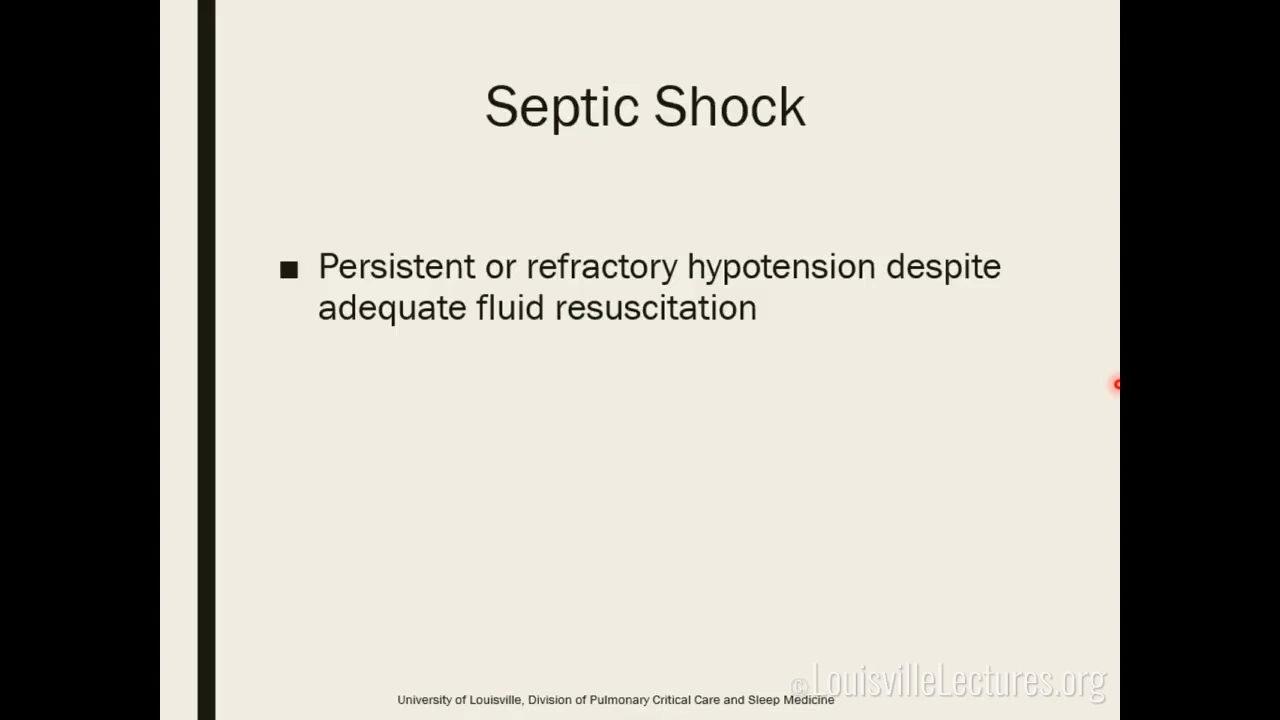 Septic Shock
■ Persistent or refractory hypotension despite
adequate fluid resuscitation
©LouisvilleLectures.org
University of Louisville, Division of Pulmonary Critical Care and Sleep Medicine